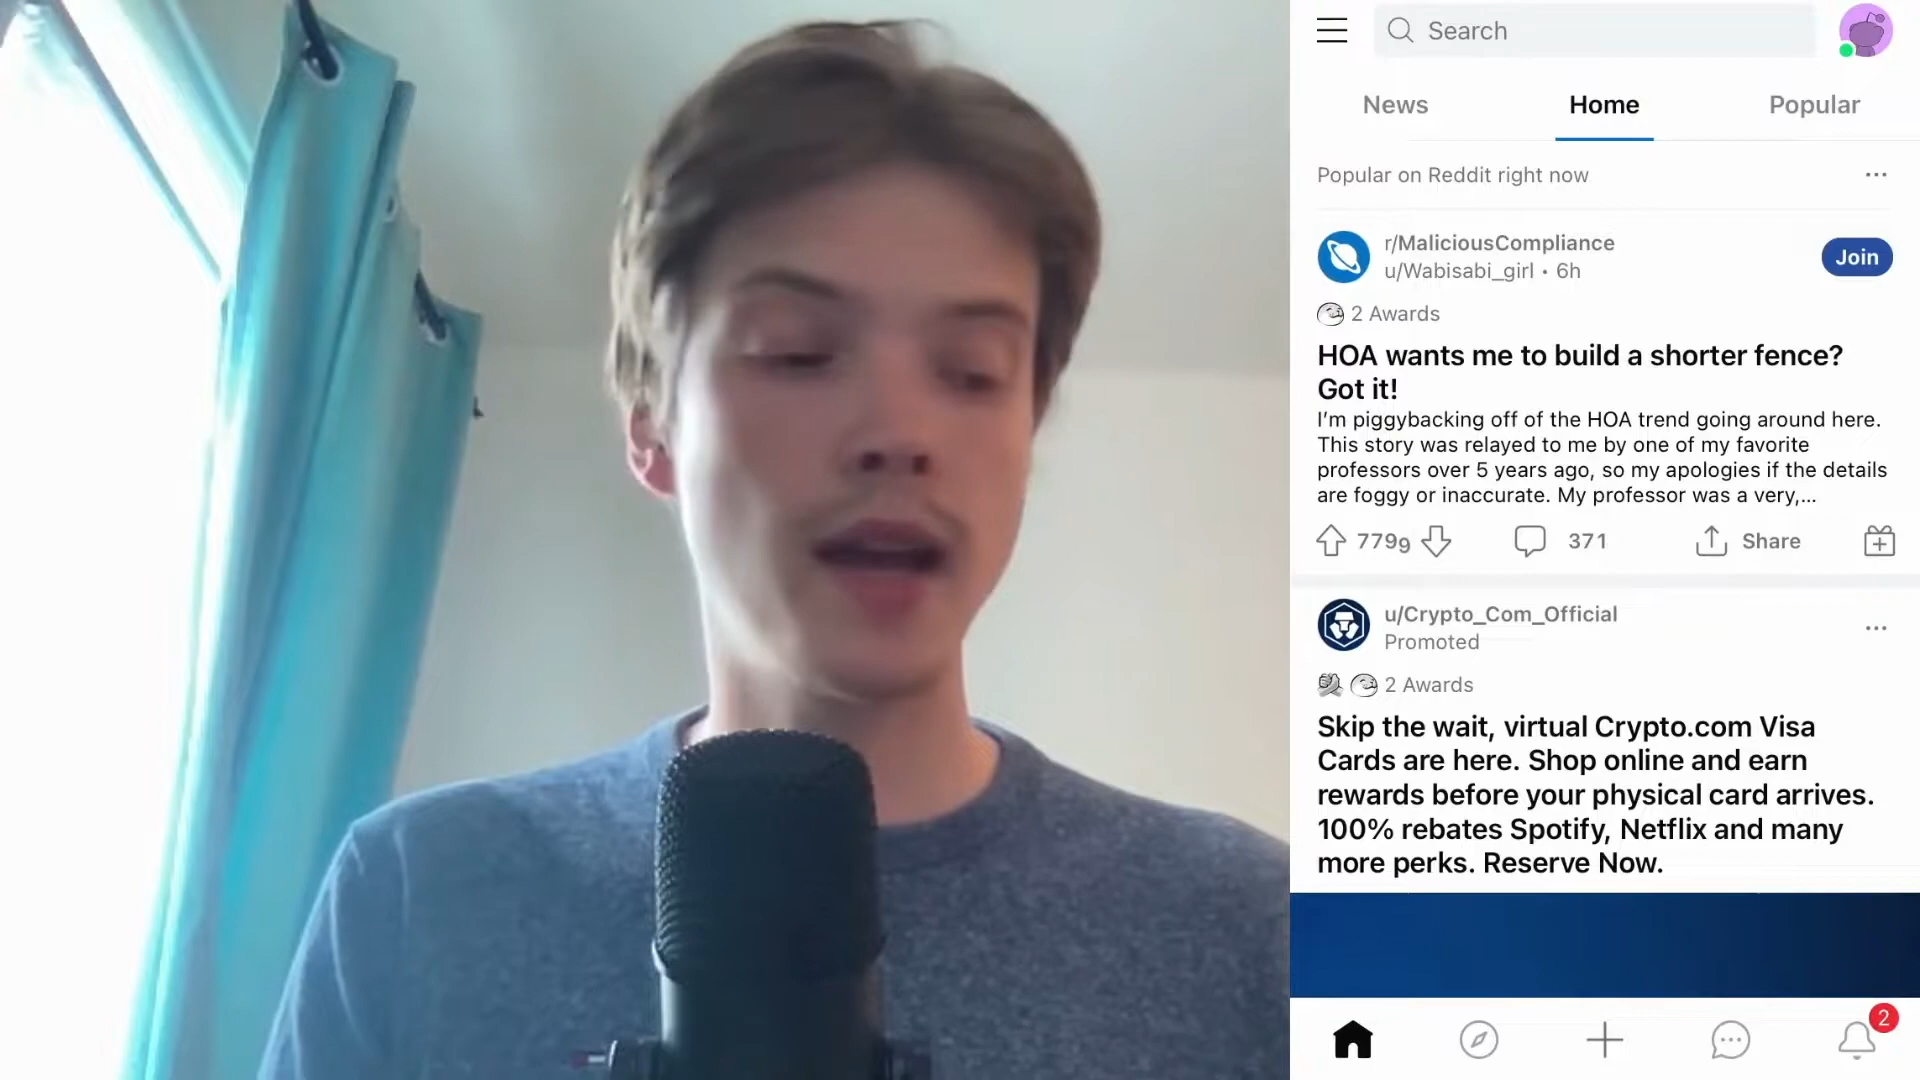 Search
News
Home
Popular
Popular on Reddit right now
r/MaliciousCompliance
u/Wabisabi_girl • 6h
Join
2 Awards
HOA wants me to build a shorter fence?
Got it!
I'm piggybacking off of the HOA trend going around here.
This story was relayed to me by one of my favorite
professors over 5 years ago, so my apologies if the details
are foggy or inaccurate. My professor was a very,...
7799
371
Share
u/Crypto_Com_Official
Promoted
2 Awards
Skip the wait, virtual Crypto.com Visa
Cards are here. Shop online and earn
rewards before your physical card arrives.
100% rebates Spotify, Netflix and many
more perks. Reserve Now.
2